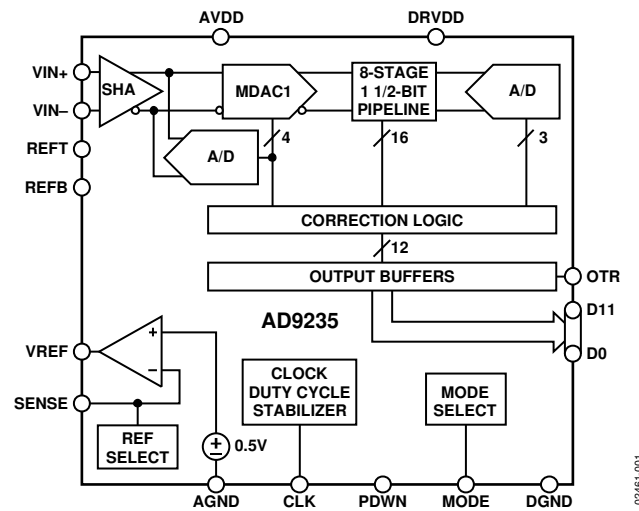 AVDD
DRVDD
VIN+
VIN–
REFT
REFB
SHA
MDAC1
8-STAGE
1 1/2-BIT
PIPELINE
A/D
A/D
4
16
3
CORRECTION LOGIC
12
OUTPUT BUFFERS
OTR
D11
D0
AD9235
VREF
SENSE
+
–
REF
SELECT
+
–
0.5V
CLOCK
DUTY CYCLE
STABILIZER
MODE
SELECT
AGND
CLK
PDWN
MODE
DGND
02461-001